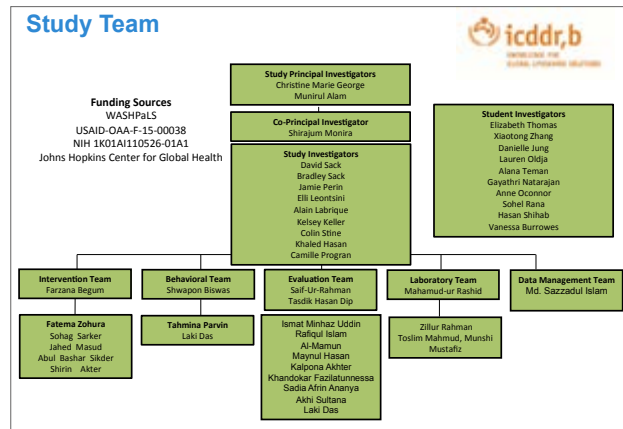 Study Team
icddr,b
KNOWLEDGE FOR
GLOBAL LIFESAVING SOLUTIONS
Study Principal Investigators
Christine Marie George
Munirul Alam
Funding Sources
WASHPaLS
USAID-OAA-F-15-00038
NIH 1K01AI110526-01A1
Johns Hopkins Center for Global Health
Co-Principal Investigator
Shirajum Monira
Study Investigators
David Sack
Bradley Sack
Jamie Perin
Elli Leontsini
Alain Labrique
Kelsey Keller
Colin Stine
Khaled Hasan
Camille Progran
Student Investigators
Elizabeth Thomas
Xiaotong Zhang
Danielle Jung
Lauren Oldja
Alana Teman
Gayathri Natarajan
Anne Oconnor
Sohel Rana
Hasan Shihab
Vanessa Burrowes
Intervention Team
Farzana Begum
Behavioral Team
Shwapon Biswas
Evaluation Team
Saif-Ur-Rahman
Tasdik Hasan Dip
Laboratory Team
Mahamud-ur Rashid
Data Management Team
Md. Sazzadul Islam
Fatema Zohura
Sohag Sarker
Jahed Masud
Abul Bashar Sikder
Shirin Akter
Tahmina Parvin
Laki Das
Ismat Minhaz Uddin
Rafiqul Islam
Al-Mamun
Maynul Hasan
Kalpona Akhter
Khandokar Fazilatunnessa
Sadia Afrin Ananya
Akhi Sultana
Laki Das
Zillur Rahman
Toslim Mahmud, Munshi
Mustafiz